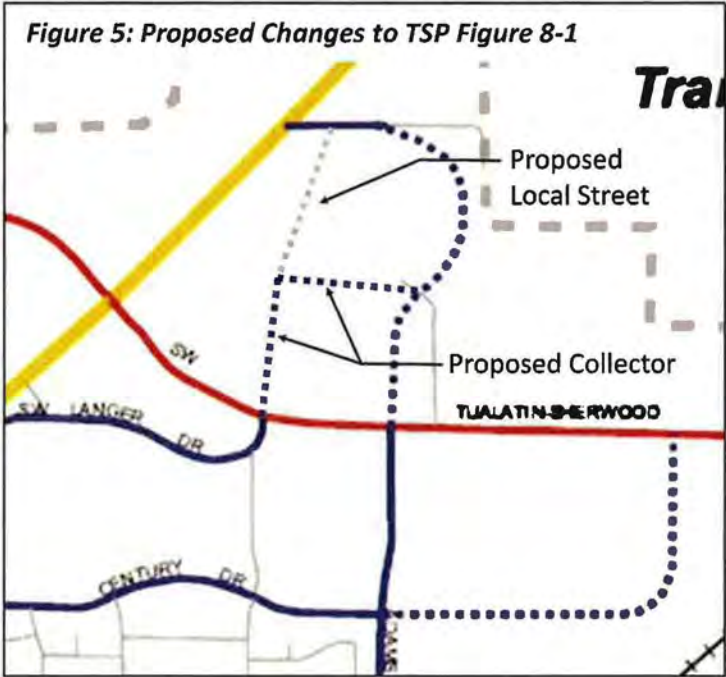 Figure 5: Proposed Changes to TSP Figure 8-1
Tra
Proposed
Local Street
SW
Proposed Collector
SW LANGER DR
TUALATIN-SHERWOOD
CENTURY DR